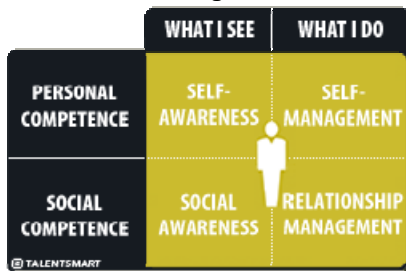 WHAT I SEE WHAT I DO
PERSONAL COMPETENCE SELF-AWARENESS SELF-MANAGEMENT
SOCIAL COMPETENCE SOCIAL AWARENESS RELATIONSHIP MANAGEMENT
TALENTSMART